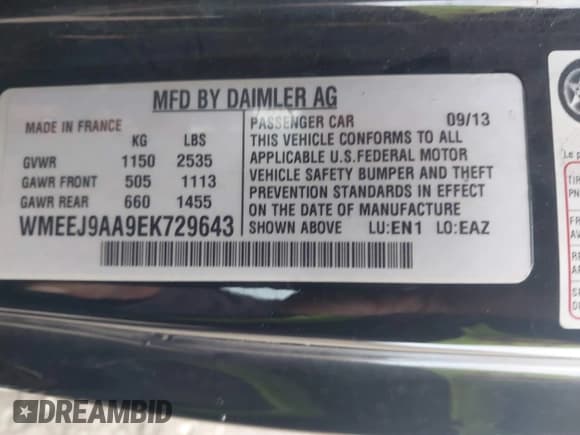 MFD BY DAIMLER AG
MADE IN FRANCE
KG LBS
GVWR 1150 2535
GAWR FRONT 505 1113
GAWR REAR 660 1455
WMEEJ9AA9EK729643
PASSENGER CAR 09/13
THIS VEHICLE CONFORMS TO ALL
APPLICABLE U.S.FEDERAL MOTOR
VEHICLE SAFETY BUMPER AND THEFT
PREVENTION STANDARDS IN EFFECT
ON THE DATE OF MANUFACTURE
SHOWN ABOVE LU:EN1 LO:EAZ
DREAMBID